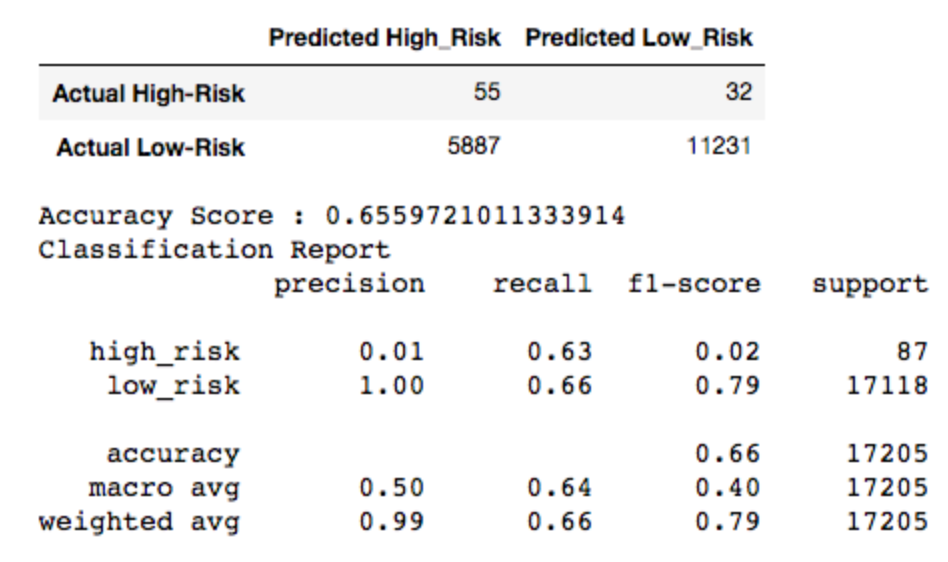 Predicted High_Risk Predicted Low_Risk
Actual High-Risk 55 32
Actual Low-Risk 5887 11231
Accuracy Score : 0.6559721011333914
Classification Report
precision recall f1-score support
high_risk 0.01 0.63 0.02 87
low_risk 1.00 0.66 0.79 17118
accuracy 0.66 17205
macro avg 0.50 0.64 0.40 17205
weighted avg 0.99 0.66 0.79 17205